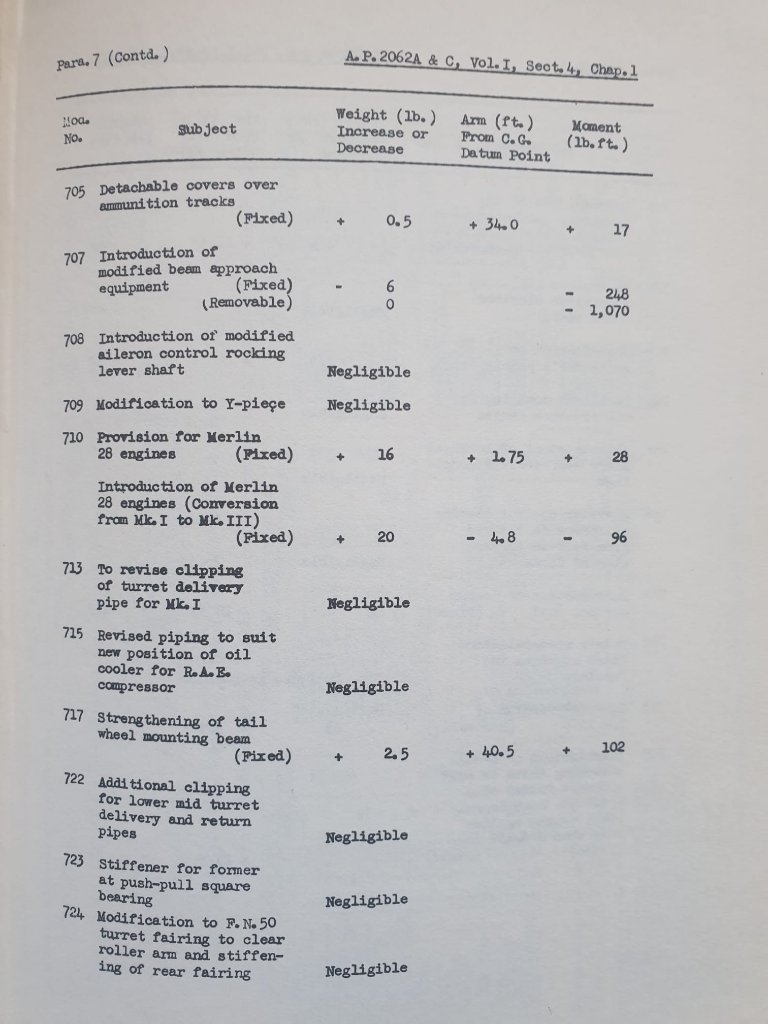 Para.7 (Contd.)
A.P.2062A & C, Vol.I, Sect.4, Chap.1
Mod. No.
Subject
Weight (lb.) Increase or Decrease
Arm (ft.) From C.G. Datum Point
Moment (lb.ft.)
705 Detachable covers over
ammunition tracks
(Fixed) + 0.5 + 34.0 + 17
707 Introduction of
modified beam approach
equipment (Fixed) - 6 - 248
(Removable) 0 - 1,070
708 Introduction of modified
aileron control rocking
lever shaft Negligible
709 Modification to Y-piece Negligible
710 Provision for Merlin
28 engines (Fixed) + 16 + 1.75 + 28
Introduction of Merlin
28 engines (Conversion
from Mk.I to Mk.III)
(Fixed) + 20 - 4.8 - 96
713 To revise clipping
of turret delivery
pipe for Mk.I Negligible
715 Revised piping to suit
new position of oil
cooler for R.A.E.
compressor Negligible
717 Strengthening of tail
wheel mounting beam
(Fixed) + 2.5 + 40.5 + 102
722 Additional clipping
for lower mid turret
delivery and return
pipes Negligible
723 Stiffener for former
at push-pull square
bearing Negligible
724 Modification to F.N.50
turret fairing to clear
roller arm and stiffen-
ing of rear fairing Negligible